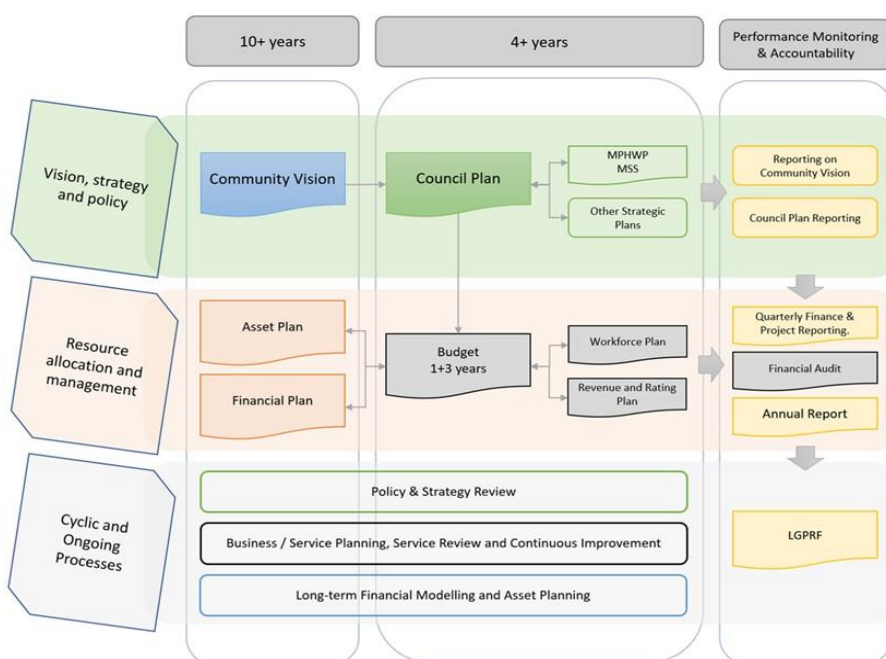 10+ years
4+ years
Performance Monitoring
& Accountability
Vision, strategy
and policy
Community Vision
Council Plan
MPHWP
MSS
Other Strategic
Plans
Reporting on
Community Vision
Council Plan Reporting
Resource
allocation and
management
Asset Plan
Financial Plan
Budget
1+3 years
Workforce Plan
Revenue and Rating
Plan
Quarterly Finance &
Project Reporting.
Financial Audit
Annual Report
Cyclic and
Ongoing
Processes
Policy & Strategy Review
Business / Service Planning, Service Review and Continuous Improvement
Long-term Financial Modelling and Asset Planning
LGPRF